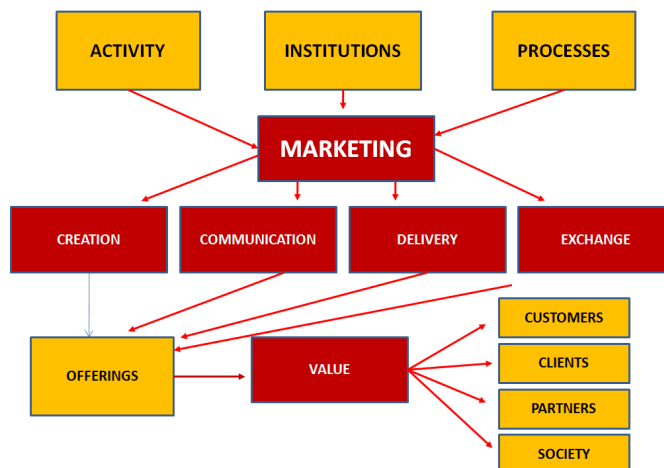 ACTIVITY
INSTITUTIONS
PROCESSES
MARKETING
CREATION
COMMUNICATION
DELIVERY
EXCHANGE
OFFERINGS
VALUE
CUSTOMERS
CLIENTS
PARTNERS
SOCIETY